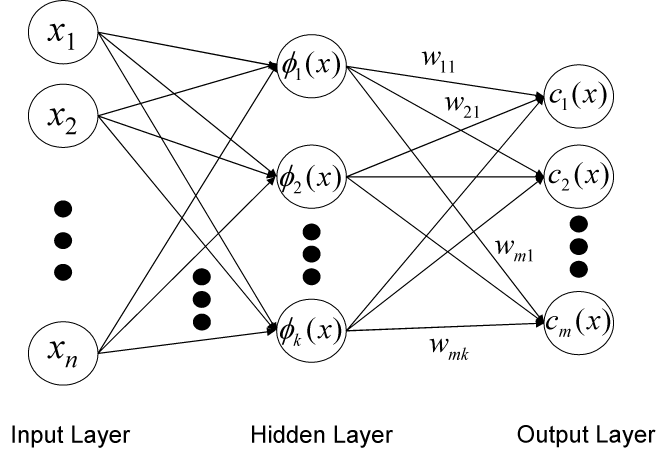 x₁
x₂
xₙ
ϕ₁(x)
ϕ₂(x)
ϕₖ(x)
w₁₁
w₂₁
wₘ₁
wₘₖ
c₁(x)
c₂(x)
cₘ(x)
Input Layer
Hidden Layer
Output Layer